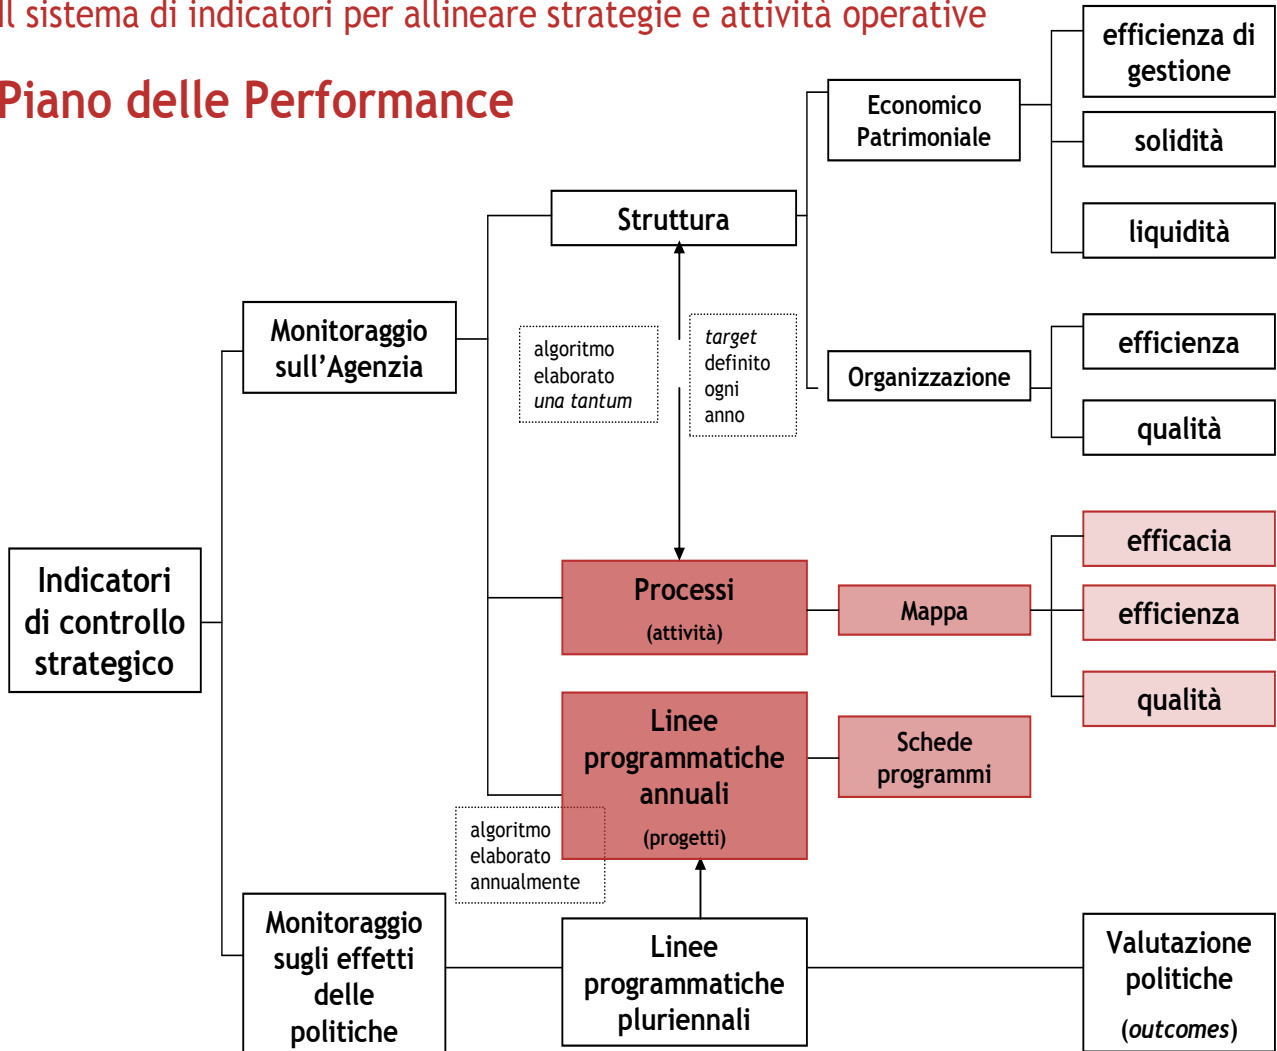 Il sistema di indicatori per allineare strategie e attività operative
Piano delle Performance
efficienza di
gestione
Economico
Patrimoniale
solidità
Struttura
liquidità
Monitoraggio
sull’Agenzia
algoritmo
elaborato
una tantum
target
definito
ogni
anno
efficienza
Organizzazione
qualità
Indicatori
di controllo
strategico
Processi
(attività)
Mappa
efficacia
efficienza
qualità
Linee
programmatiche
annuali
(progetti)
Schede
programmi
algoritmo
elaborato
annualmente
Monitoraggio
sugli effetti
delle
politiche
Linee
programmatiche
pluriennali
Valutazione
politiche
(outcomes)